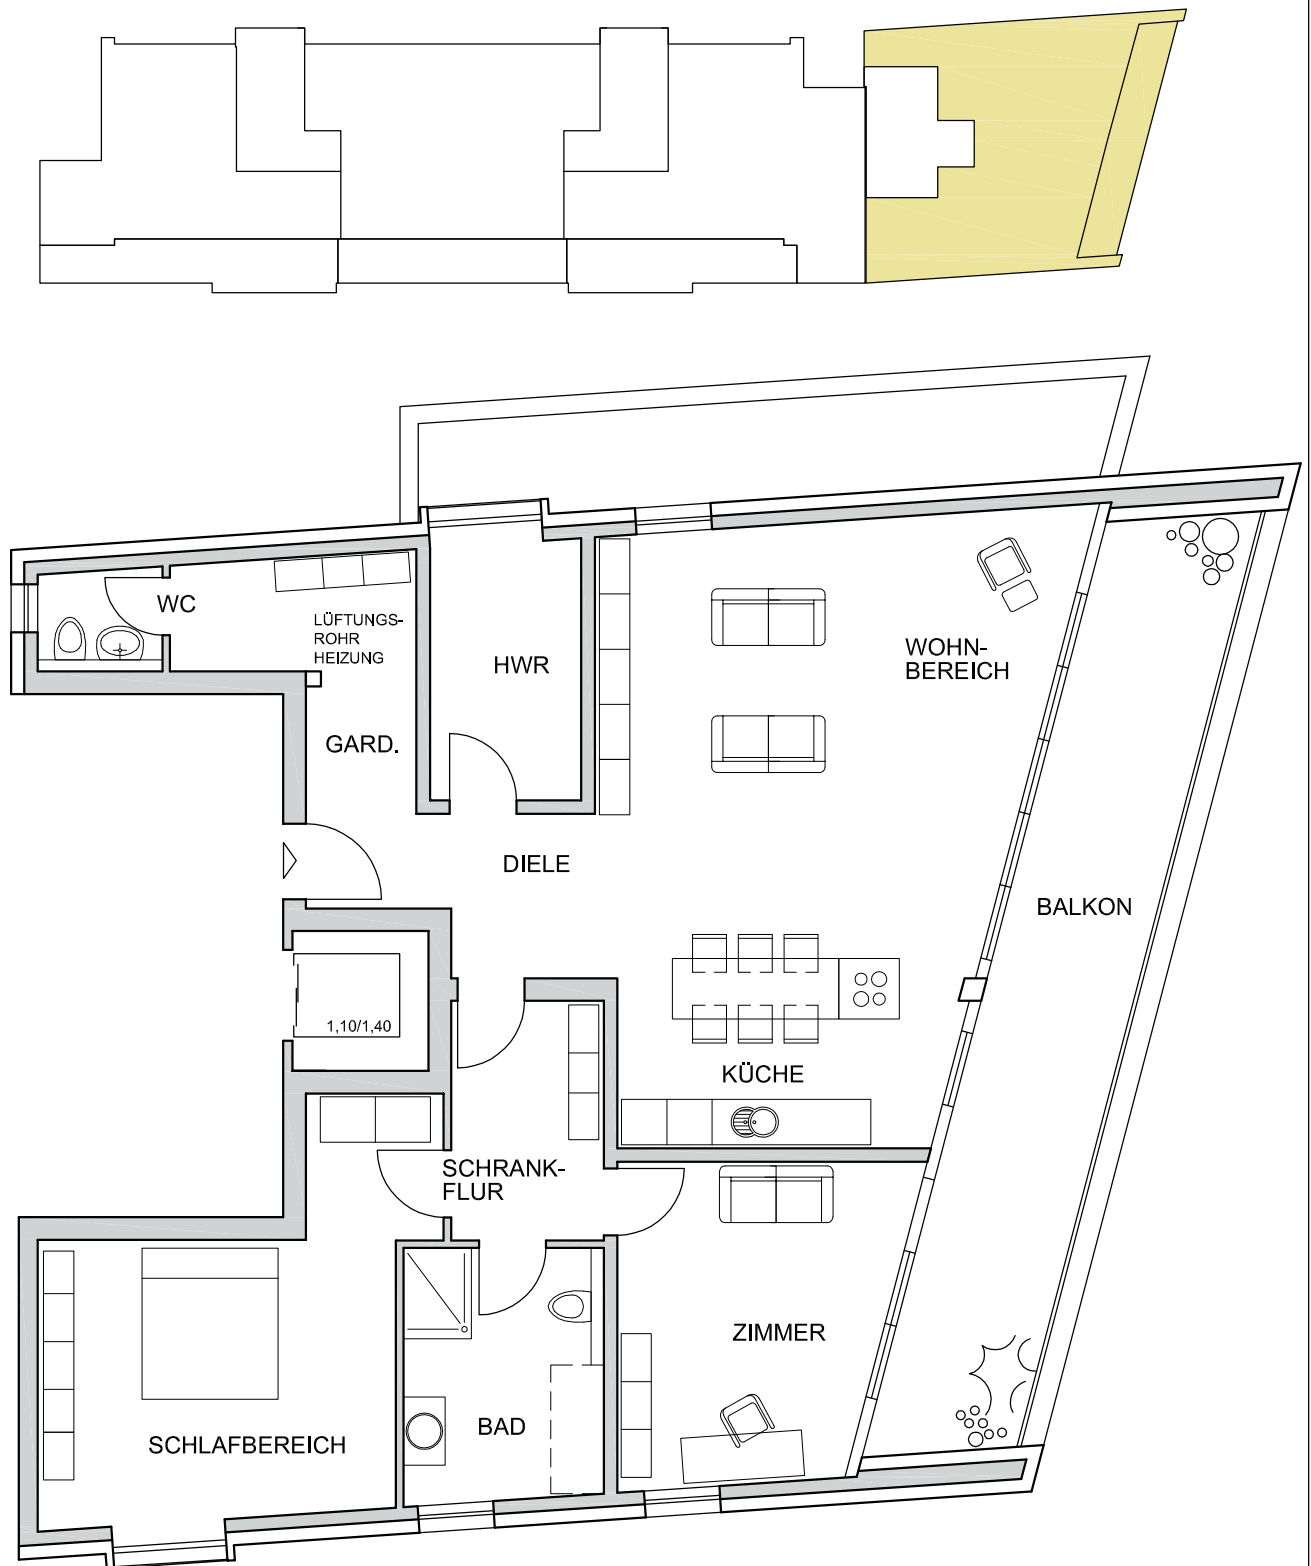 WC
LÜFTUNGS-
ROHR
HEIZUNG
HWR
WOHN-
BEREICH
GARD.
DIELE
BALKON
1,10/1,40
KÜCHE
SCHRANK-
FLUR
ZIMMER
BAD
SCHLAFBEREICH